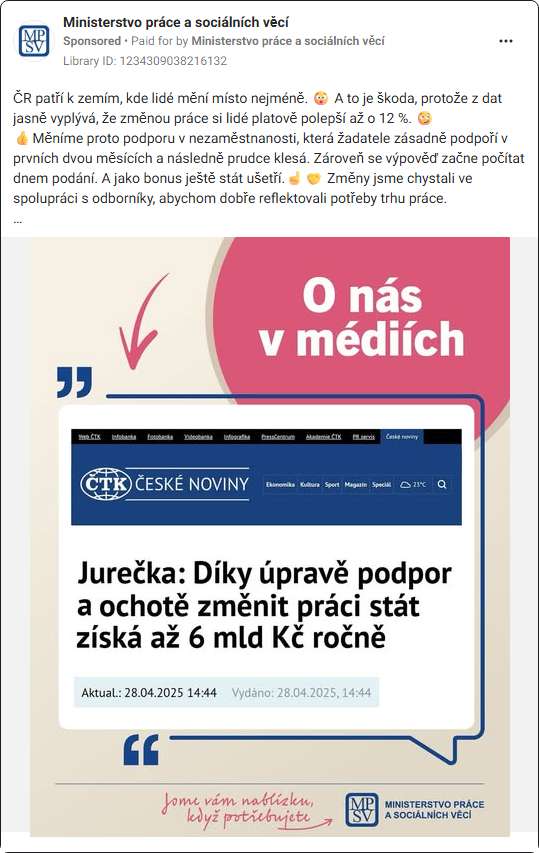 Ministerstvo práce a sociálních věcí
Sponsored • Paid for by Ministerstvo práce a sociálních věcí
Library ID: 1234309038216132
ČR patří k zemím, kde lidé mění místo nejméně. 😳 A to je škoda, protože z dat
jasně vyplývá, že změnou práce si lidé platově polepší až o 12 %. 🤪
👍 Měníme proto podporu v nezaměstnanosti, která žadatele zásadně podpoří v
prvních dvou měsících a následně prudce klesá. Zároveň se výpověď začne počítat
dnem podání. A jako bonus ještě stát ušetří.☝️🤝 Změny jsme chystali ve
spolupráci s odborníky, abychom dobře reflektovali potřeby trhu práce.
...
O nás
v médiích
Web ČTK Infobanka Fotobanka Videobanka Infografika PressCentrum Akademie ČTK PR servis České noviny
ČTK ČESKÉ NOVINY
Ekonomika Kultura Sport Magazín Speciál 23°C
Jurečka: Díky úpravě podpor
a ochotě změnit práci stát
získá až 6 mld Kč ročně
Aktual.: 28.04.2025 14:44 Vydáno: 28.04.2025, 14:44
Jsme vám nablízku,
když potřebujete
MPSV
MINISTERSTVO PRÁCE
A SOCIÁLNÍCH VĚCÍ